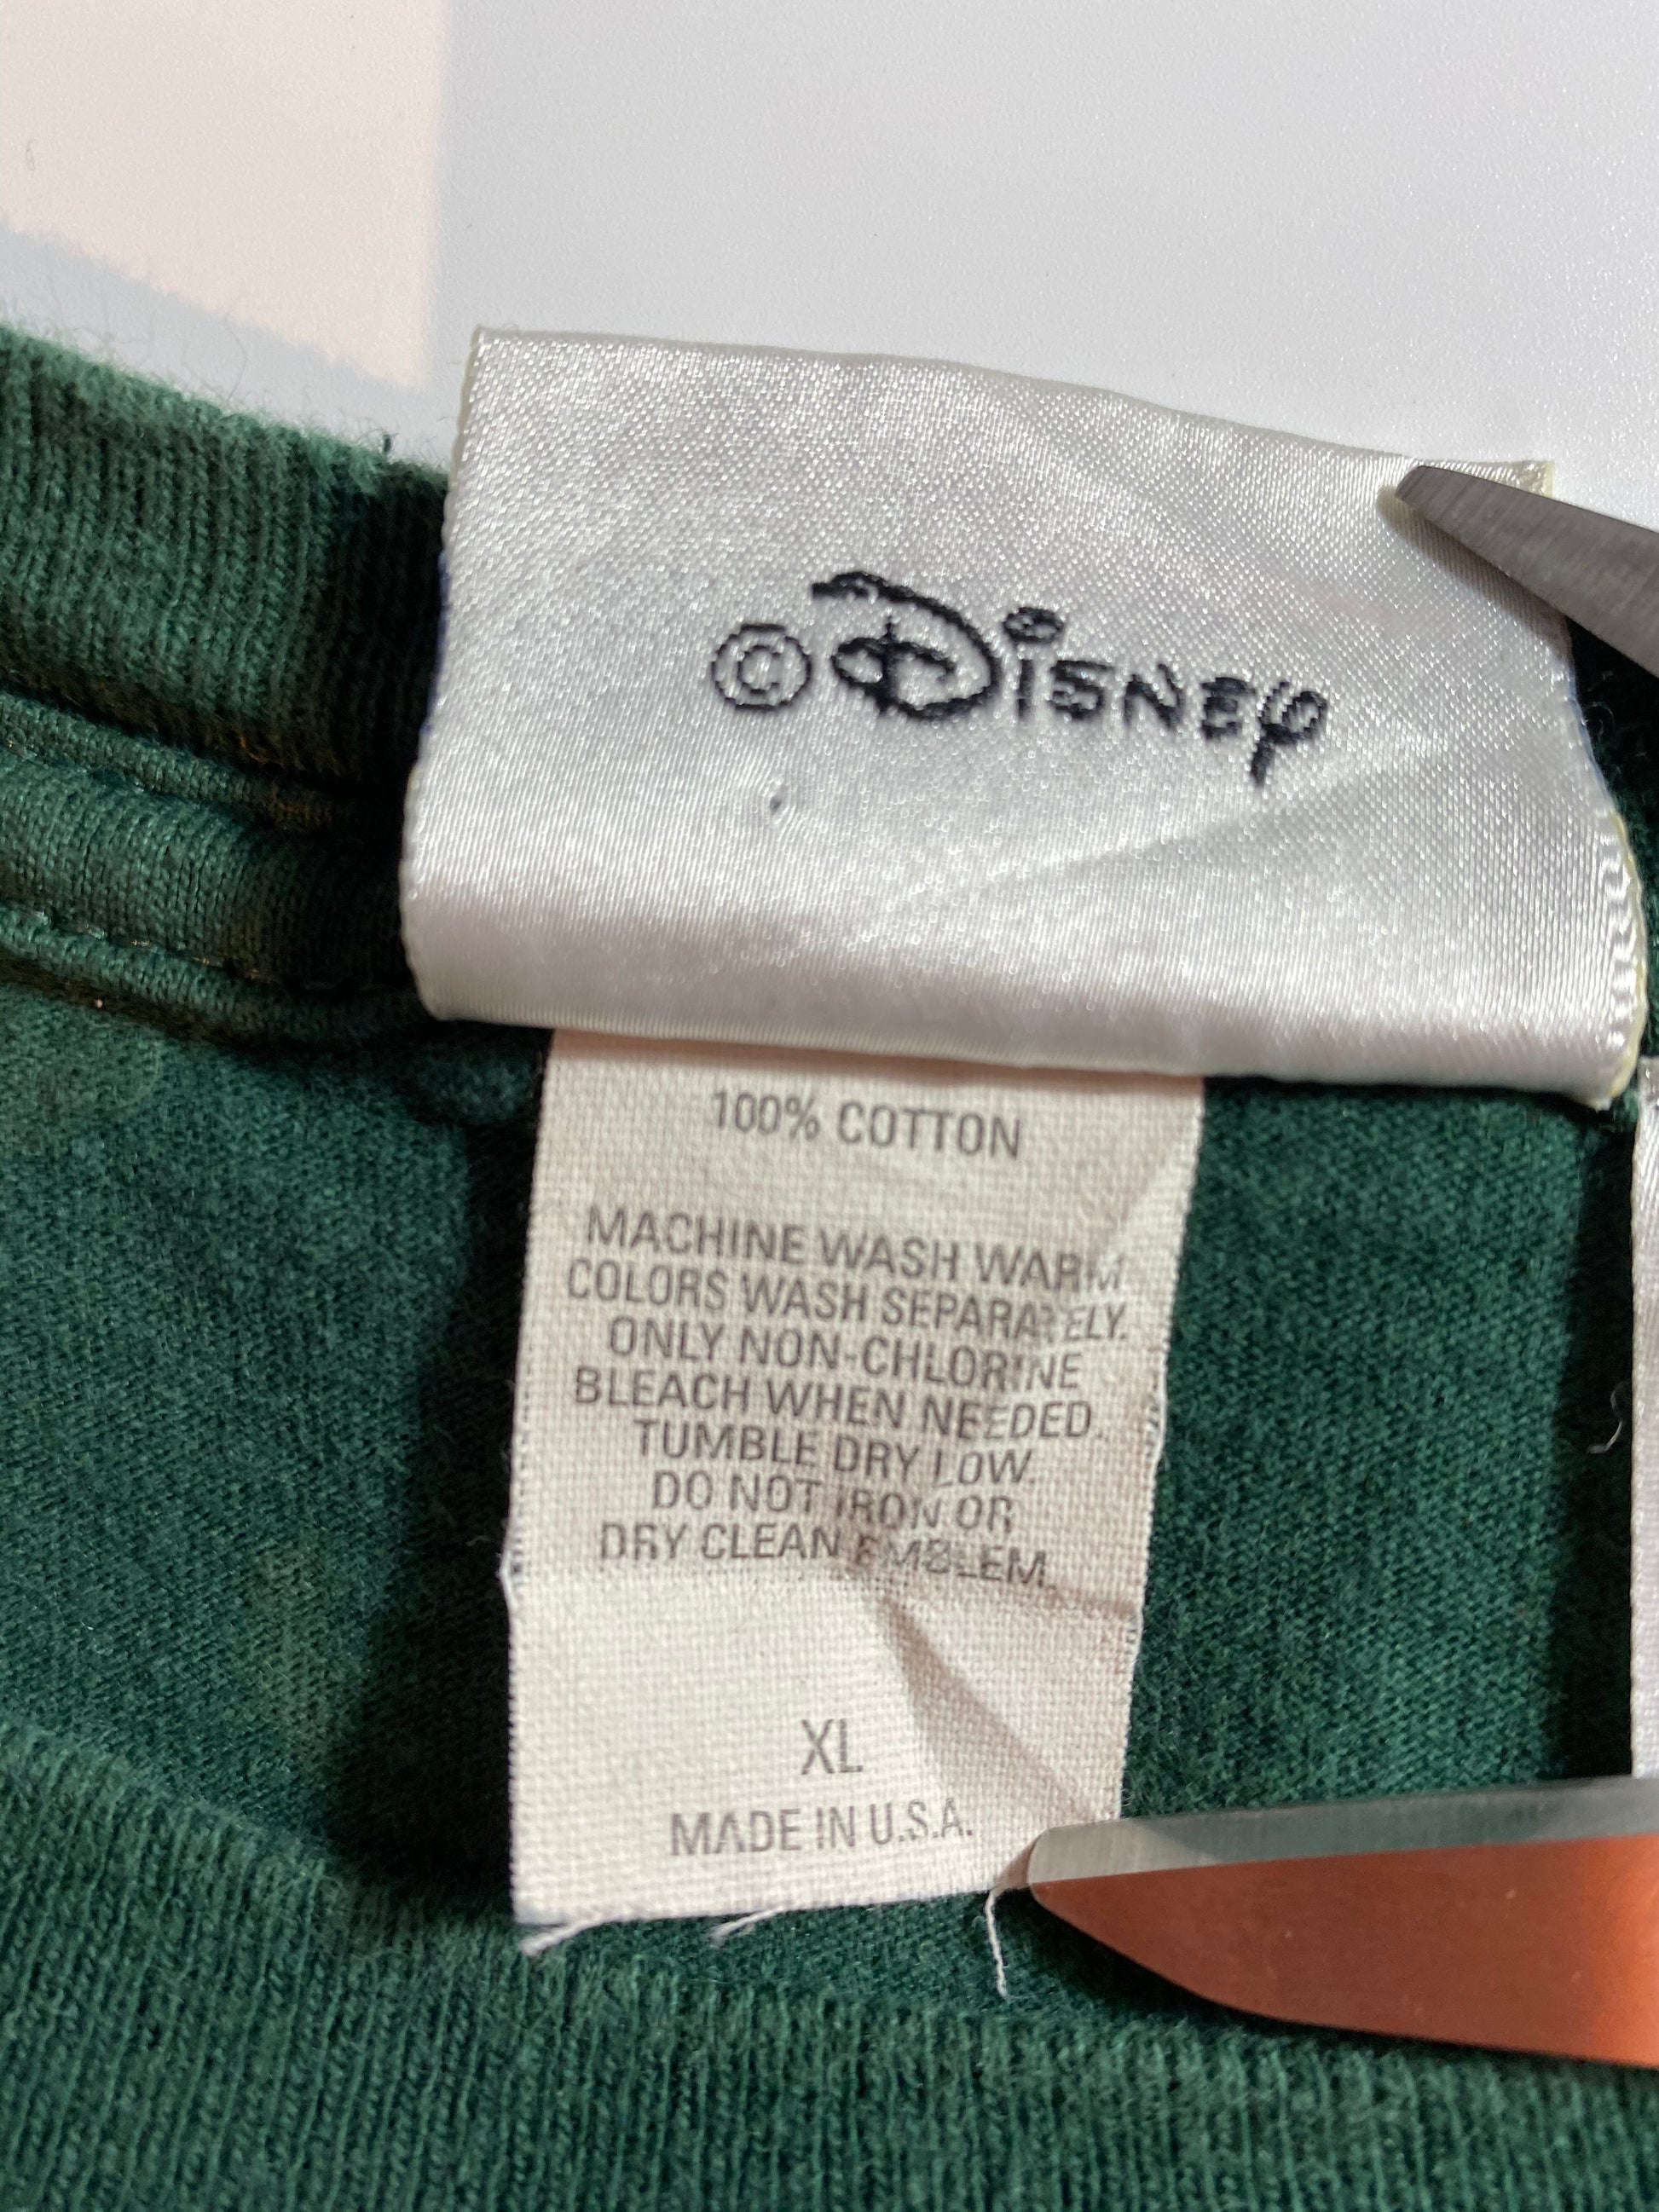 © Disney
100% COTTON
MACHINE WASH WARM
COLORS WASH SEPARATELY.
ONLY NON-CHLORINE
BLEACH WHEN NEEDED.
TUMBLE DRY LOW.
DO NOT IRON OR
DRY CLEAN EMBLEM.
XL
MADE IN U.S.A.